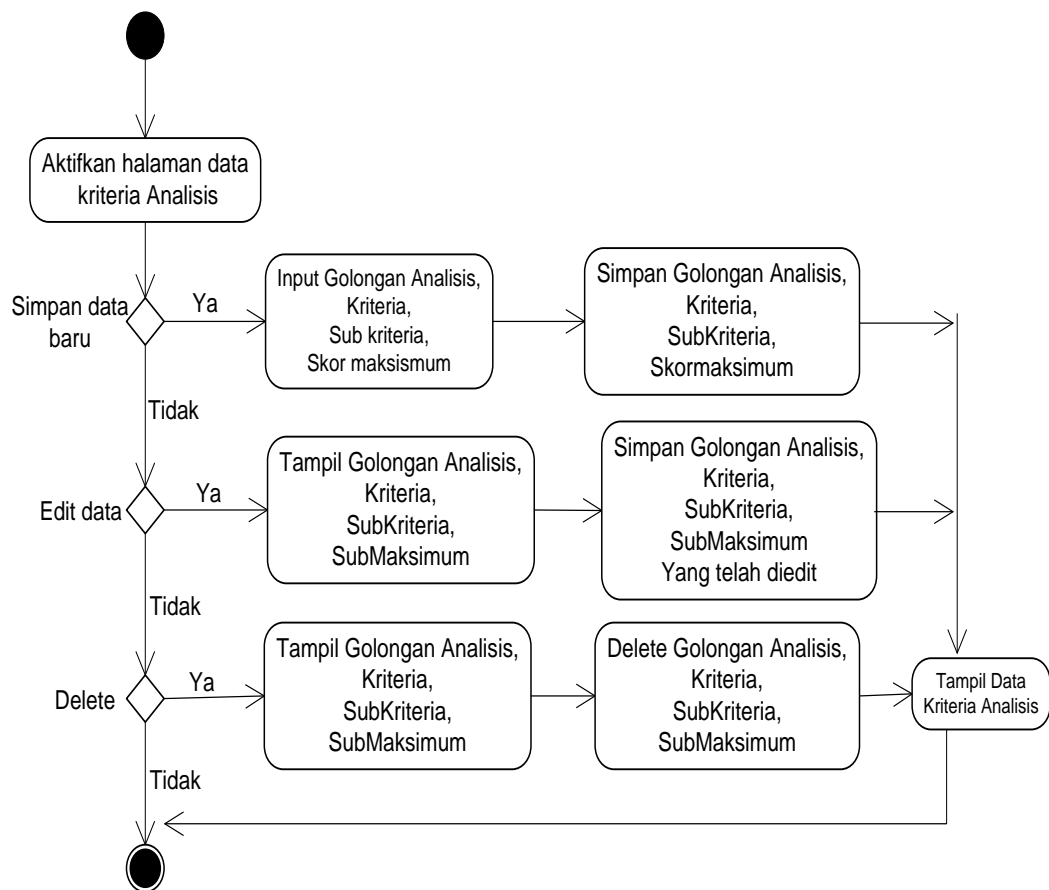 Aktifkan halaman data
kriteria Analisis
Simpan data
baru
Ya
Input Golongan Analisis,
Kriteria,
Sub kriteria,
Skor maksismum
Simpan Golongan Analisis,
Kriteria,
SubKriteria,
Skormaksimum
Tidak
Edit data
Ya
Tampil Golongan Analisis,
Kriteria,
SubKriteria,
SubMaksimum
Simpan Golongan Analisis,
Kriteria,
SubKriteria,
SubMaksimum
Yang telah diedit
Tidak
Delete
Ya
Tampil Golongan Analisis,
Kriteria,
SubKriteria,
SubMaksimum
Delete Golongan Analisis,
Kriteria,
SubKriteria,
SubMaksimum
Tampil Data
Kriteria Analisis
Tidak